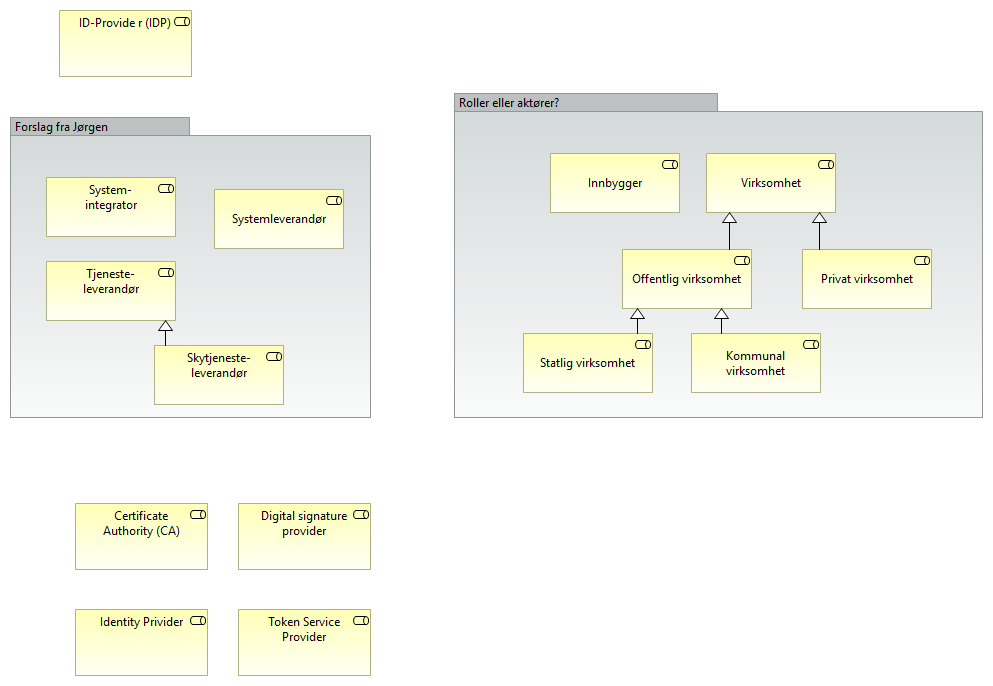 ID-Provide r (IDP)
Forslag fra Jørgen
System-
integrator
Systemleverandør
Tjeneste-
leverandør
Skytjeneste-
leverandør
Roller eller aktører?
Innbygger
Virksomhet
Offentlig virksomhet
Privat virksomhet
Statlig virksomhet
Kommunal
virksomhet
Certificate
Authority (CA)
Digital signature
provider
Identity Privider
Token Service
Provider